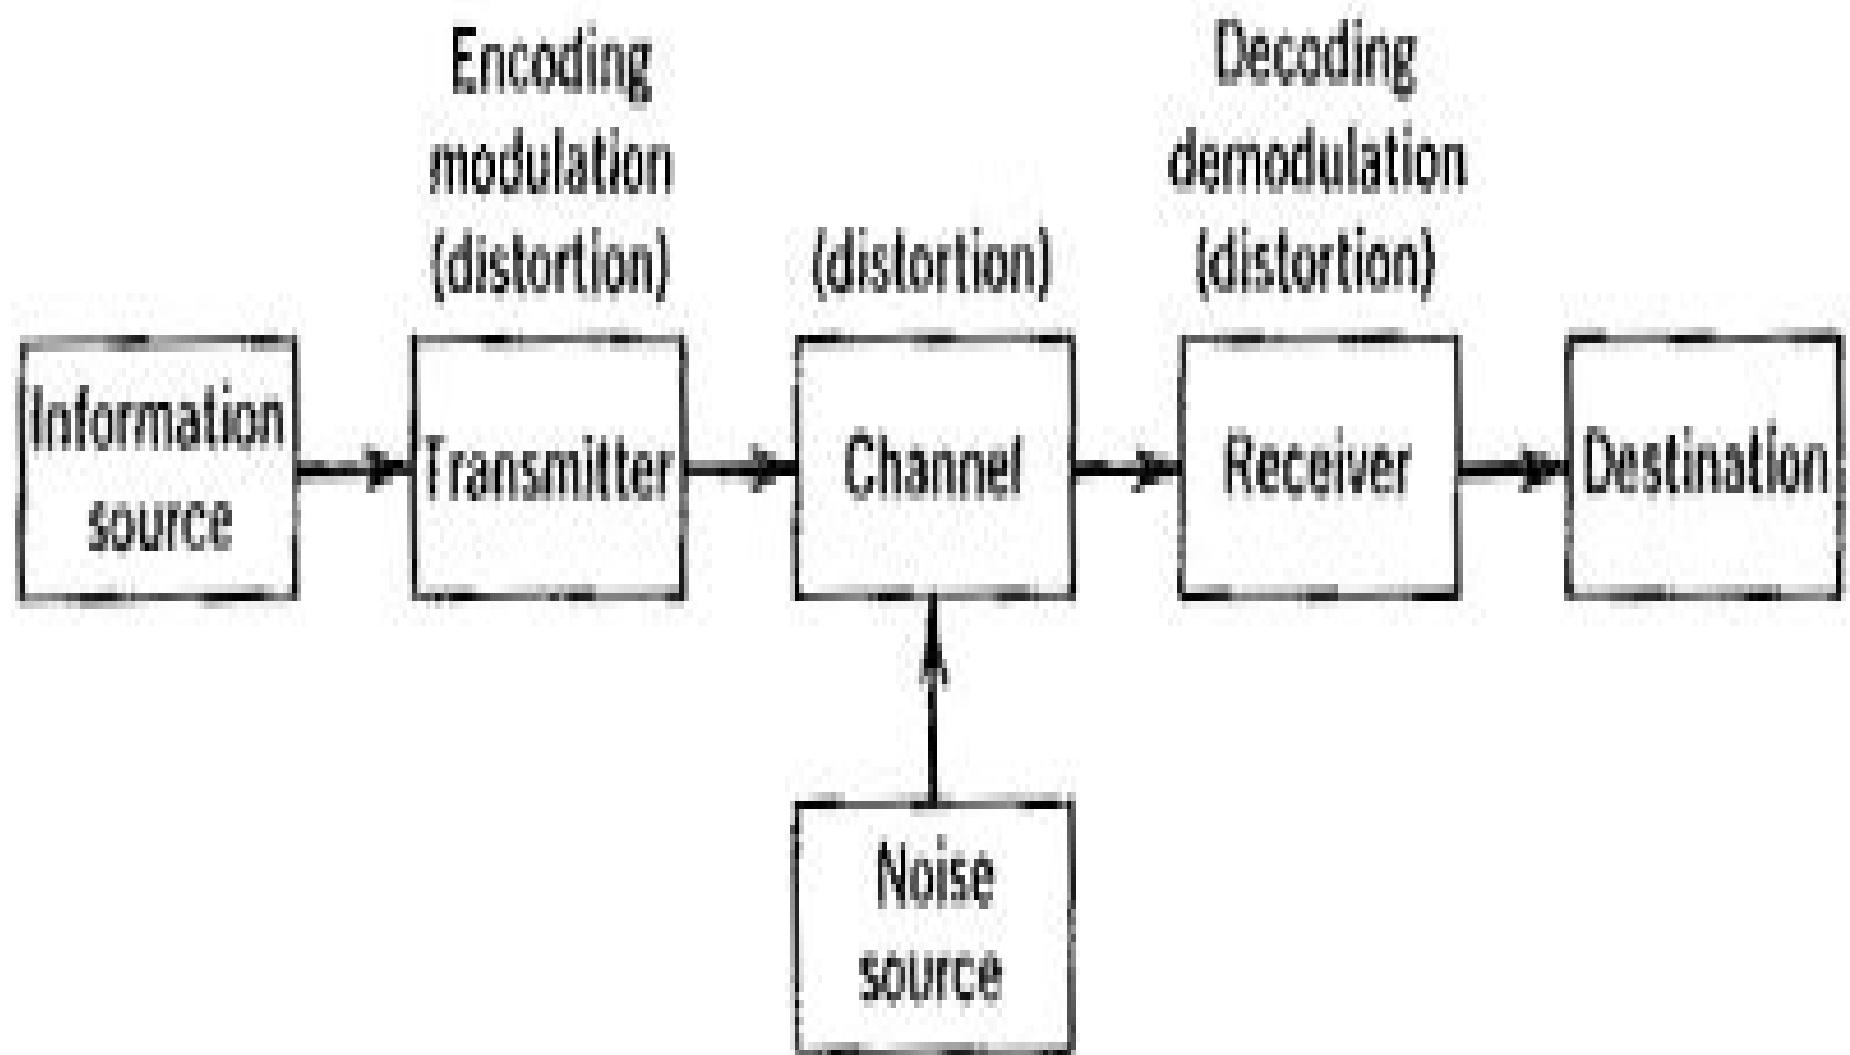 Encoding
modulation
(distortion)
(distortion)
Decoding
demodulation
(distortion)
Information
source
Transmitter
Channel
Receiver
Destination
Noise
source